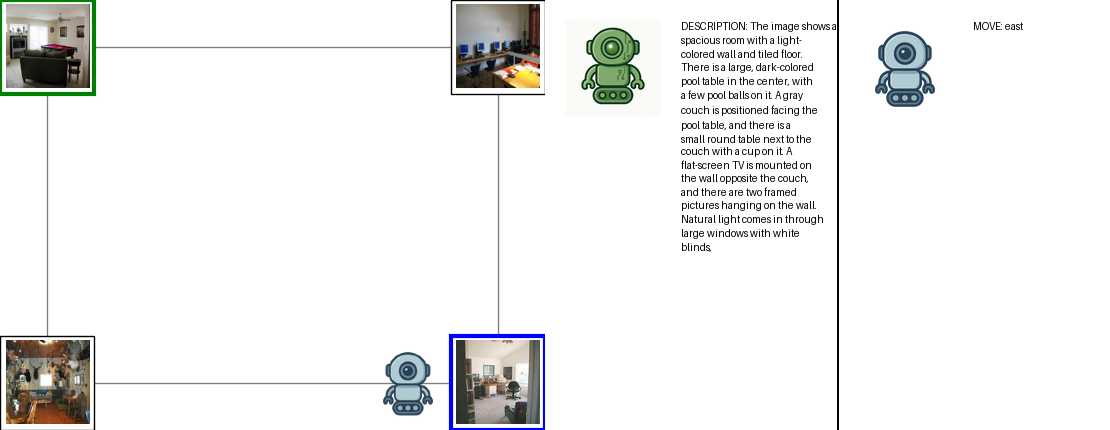 DESCRIPTION: The image shows a
spacious room with a light-
colored wall and tiled floor.
There is a large, dark-colored
pool table in the center, with
a few pool balls on it. A gray
couch is positioned facing the
pool table, and there is a
small round table next to the
couch with a cup on it. A
flat-screen TV is mounted on
the wall opposite the couch,
and there are two framed
pictures hanging on the wall.
Natural light comes in through
large windows with white
blinds,
MOVE: east